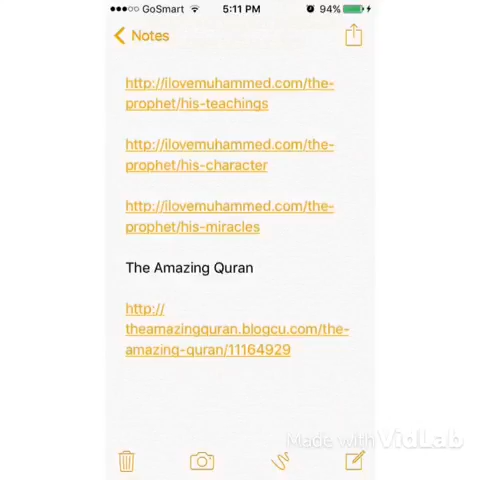 GoSmart 5:11 PM 94%
Notes
http://ilovemuhammed.com/the-
prophet/his-teachings
http://ilovemuhammed.com/the-
prophet/his-character
http://ilovemuhammed.com/the-
prophet/his-miracles
The Amazing Quran
http://
theamazingquran.blogcu.com/the-
amazing-quran/11164929
Made with VidLab